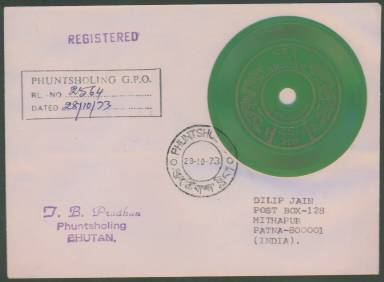 REGISTERED
PHUNTSHOLING G.P.O.
RL. NO. 2564
DATED 28/10/73
PHUNTSHOLING
28-10-73
T. B. Pradhan
Phuntsholing
BHUTAN.
DILIP JAIN
POST BOX-128
MITHAPUR
PATNA-800001
(INDIA).